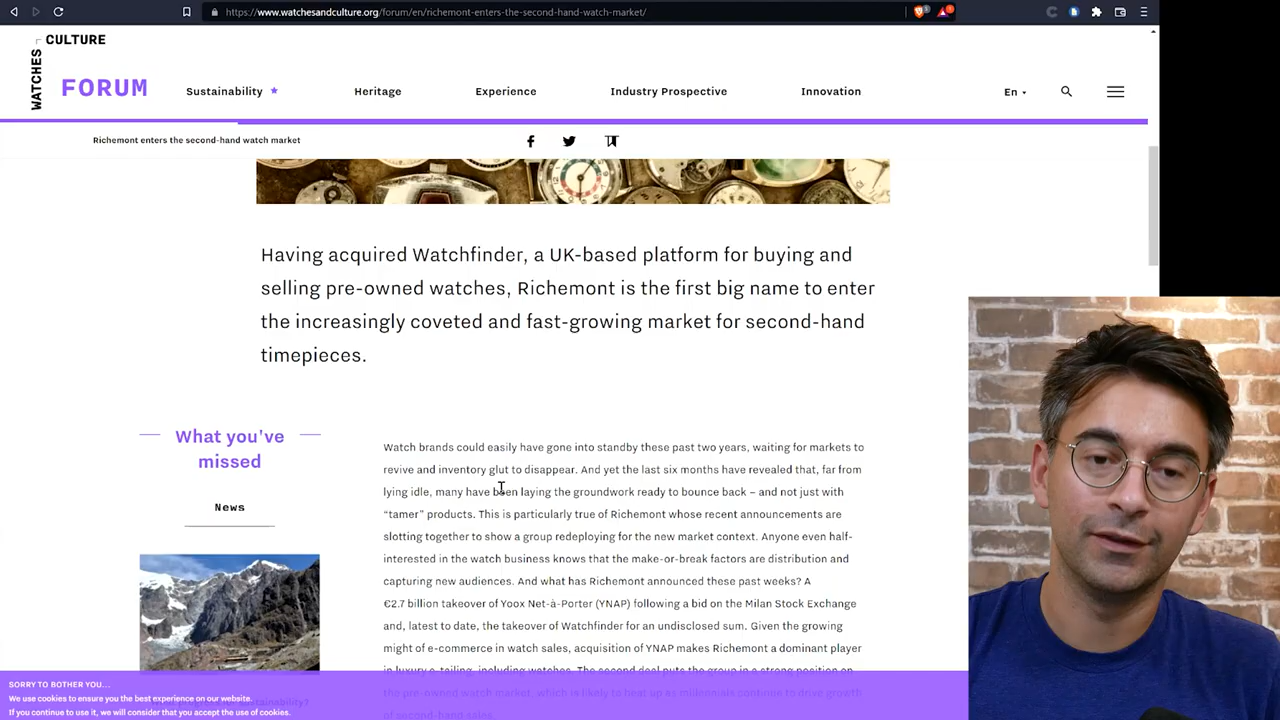 https://www.watchesandculture.org/forum/en/richemont-enters-the-second-hand-watch-market/
WATCHES
CULTURE
FORUM
Sustainability
Heritage
Experience
Industry Prospective
Innovation
En
Richemont enters the second-hand watch market
Having acquired Watchfinder, a UK-based platform for buying and
selling pre-owned watches, Richemont is the first big name to enter
the increasingly coveted and fast-growing market for second-hand
timepieces.
What you've
missed
News
Watch brands could easily have gone into standby these past two years, waiting for markets to
revive and inventory glut to disappear. And yet the last six months have revealed that, far from
lying idle, many have been laying the groundwork ready to bounce back – and not just with
“tamer” products. This is particularly true of Richemont whose recent announcements are
slotting together to show a group redeploying for the new market context. Anyone even half-
interested in the watch business knows that the make-or-break factors are distribution and
capturing new audiences. And what has Richemont announced these past weeks? A
€2.7 billion takeover of Yoox Net-à-Porter (YNAP) following a bid on the Milan Stock Exchange
and, latest to date, the takeover of Watchfinder for an undisclosed sum. Given the growing
might of e-commerce in watch sales, acquisition of YNAP makes Richemont a dominant player
in luxury e-tailing, including watches. The second deal puts the group in a strong position on
the pre-owned watch market, which is likely to heat up as millennials continue to drive growth
of second-hand sales.
SORRY TO BOTHER YOU...
We use cookies to ensure you the best experience on our website.
If you continue to use it, we will consider that you accept the use of cookies.